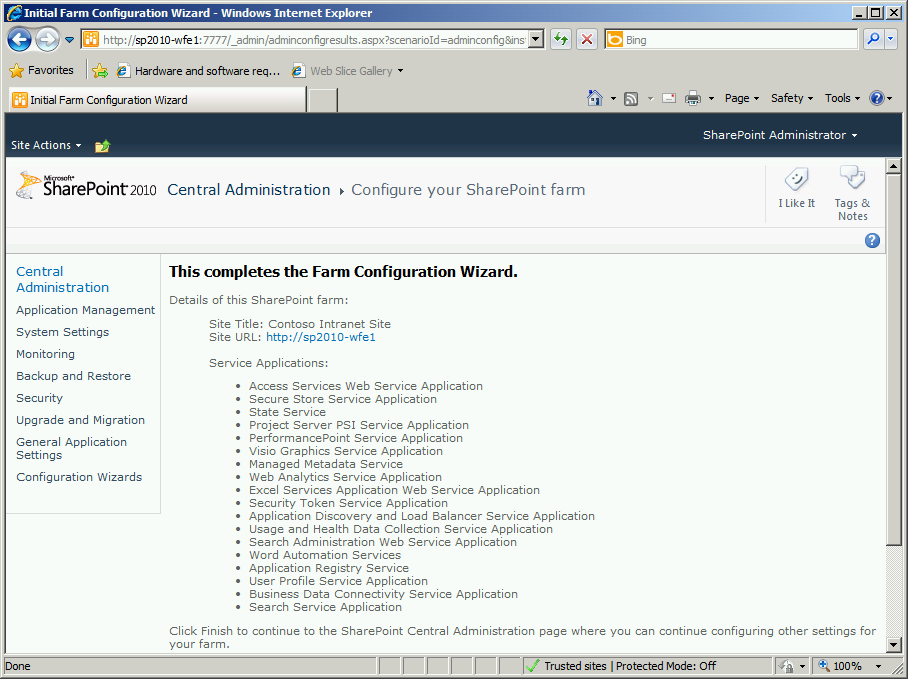 Initial Farm Configuration Wizard - Windows Internet Explorer
http://sp2010-wfe1:7777/_admin/adminconfigresults.aspx?scenarioId=adminconfig&ins
Bing
Favorites
Hardware and software req...
Web Slice Gallery
Initial Farm Configuration Wizard
Page
Safety
Tools
Site Actions
SharePoint Administrator
Microsoft®
SharePoint 2010
Central Administration
Configure your SharePoint farm
I Like It
Tags &
Notes
Central
Administration
Application Management
System Settings
Monitoring
Backup and Restore
Security
Upgrade and Migration
General Application
Settings
Configuration Wizards
This completes the Farm Configuration Wizard.
Details of this SharePoint farm:
Site Title: Contoso Intranet Site
Site URL: http://sp2010-wfe1
Service Applications:
• Access Services Web Service Application
• Secure Store Service Application
• State Service
• Project Server PSI Service Application
• PerformancePoint Service Application
• Visio Graphics Service Application
• Managed Metadata Service
• Web Analytics Service Application
• Excel Services Application Web Service Application
• Security Token Service Application
• Application Discovery and Load Balancer Service Application
• Usage and Health Data Collection Service Application
• Search Administration Web Service Application
• Word Automation Services
• Application Registry Service
• User Profile Service Application
• Business Data Connectivity Service Application
• Search Service Application
Click Finish to continue to the SharePoint Central Administration page where you can continue configuring other settings for
your farm.
Done
Trusted sites | Protected Mode: Off
100%